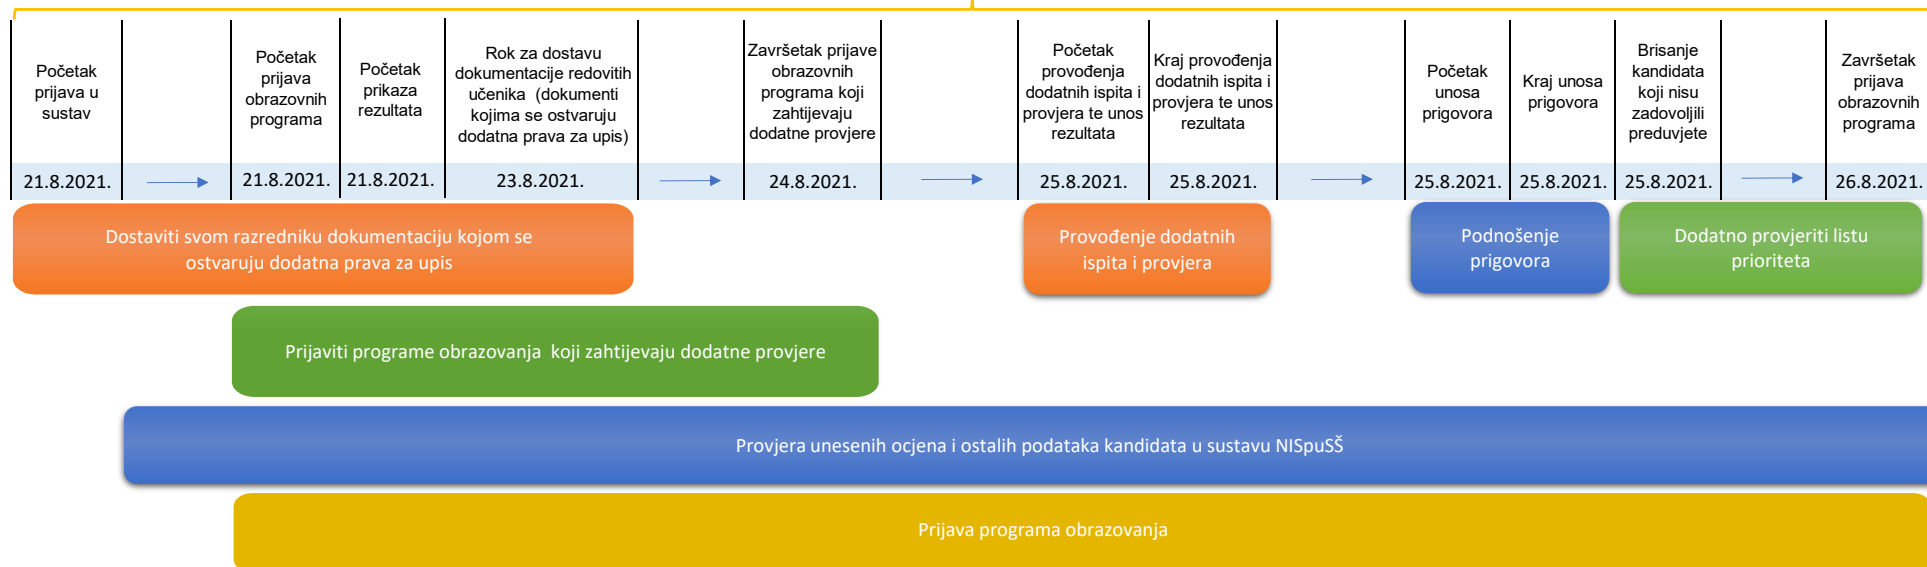 Početak
prijava u
sustav
Početak
prijava
obrazovnih
programa
Početak
prikaza
rezultata
Rok za dostavu
dokumentacije redovitih
učenika (dokumenti
kojima se ostvaruju
dodatna prava za upis)
Završetak prijave
obrazovnih
programa koji
zahtijevaju
dodatne provjere
Početak
provođenja
dodatnih ispita i
provjera te unos
rezultata
Kraj provođenja
dodatnih ispita i
provjera te unos
rezultata
Početak
unosa
prigovora
Kraj unosa
prigovora
Brisanje
kandidata
koji nisu
zadovoljili
preduvjete
Završetak
prijava
obrazovnih
programa
21.8.2021.
21.8.2021.
21.8.2021.
23.8.2021.
24.8.2021.
25.8.2021.
25.8.2021.
25.8.2021.
25.8.2021.
25.8.2021.
26.8.2021.
Dostaviti svom razredniku dokumentaciju kojom se
ostvaruju dodatna prava za upis
Provođenje dodatnih
ispita i provjera
Podnošenje
prigovora
Dodatno provjeriti listu
prioriteta
Prijaviti programe obrazovanja koji zahtijevaju dodatne provjere
Provjera unesenih ocjena i ostalih podataka kandidata u sustavu NISpuSŠ
Prijava programa obrazovanja